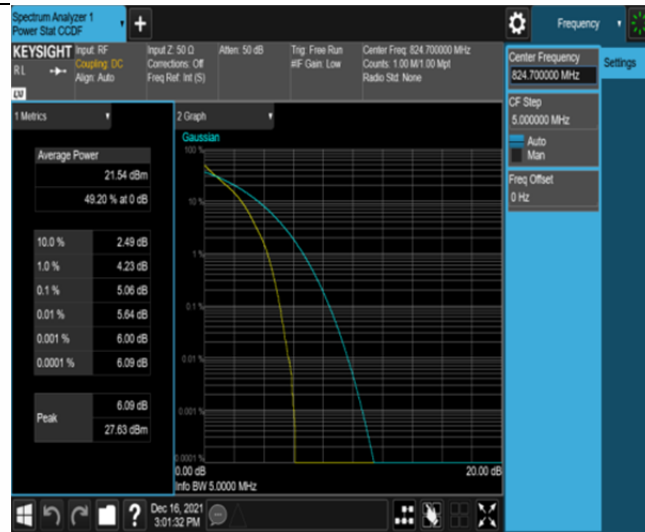 Spectrum Analyzer 1
Power Stat CCDF
+
Frequency
KEYSIGHT
Input: RF
Coupling: DC
Align: Auto
Input Z: 50 Ω
Corrections: Off
Freq Ref: Int (S)
Atten: 50 dB
Trig: Free Run
#IF Gain: Low
Center Freq: 824.700000 MHz
Counts: 1.00 M/1.00 Mpt
Radio Std: None
R L
LXI
Center Frequency
824.700000 MHz
Settings
CF Step
5.000000 MHz
Auto
Man
Freq Offset
0 Hz
1 Metrics
Average Power
21.54 dBm
49.20 % at 0 dB
10.0 % 2.49 dB
1.0 % 4.23 dB
0.1 % 5.06 dB
0.01 % 5.64 dB
0.001 % 6.00 dB
0.0001 % 6.09 dB
Peak
6.09 dB
27.63 dBm
2 Graph
Gaussian
100 %
10 %
1 %
0.1 %
0.01 %
0.001 %
0.0001 %
0.00 dB 20.00 dB
Info BW 5.0000 MHz
?
Dec 16, 2021
3:01:32 PM